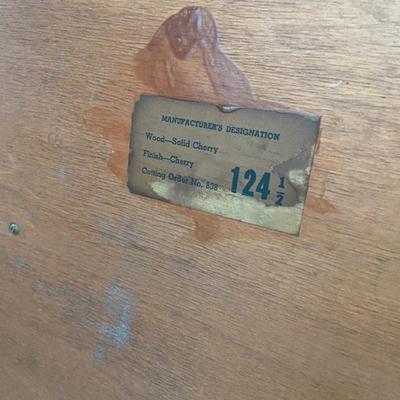 MANUFACTURER'S DESIGNATION
Wood—Solid Cherry
Finish—Cherry
Cutting Order No. 838
124 1/2